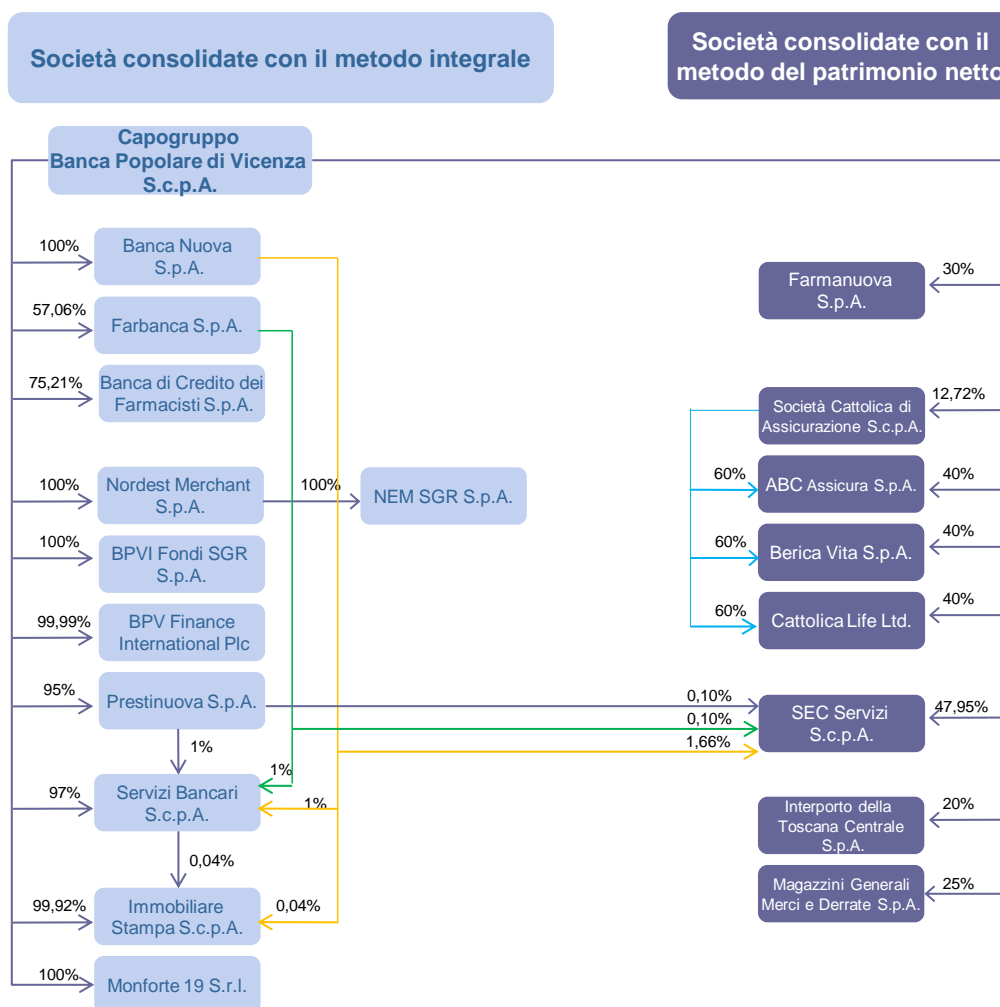 Società consolidate con il metodo integrale
Società consolidate con il
metodo del patrimonio netto
Capogruppo
Banca Popolare di Vicenza
S.c.p.A.
100%
Banca Nuova
S.p.A.
30%
Farmanuova
S.p.A.
57,06%
Farbanca S.p.A.
75,21%
Banca di Credito dei
Farmacisti S.p.A.
12,72%
Società Cattolica di
Assicurazione S.c.p.A.
100%
Nordest Merchant
S.p.A.
100%
NEM SGR S.p.A.
60%
ABC Assicura S.p.A.
40%
100%
BPVI Fondi SGR
S.p.A.
60%
Berica Vita S.p.A.
40%
99,99%
BPV Finance
International Plc
60%
Cattolica Life Ltd.
40%
95%
Prestinuova S.p.A.
0,10%
0,10%
1,66%
SEC Servizi
S.c.p.A.
47,95%
1%
1%
1%
97%
Servizi Bancari
S.c.p.A.
Interporto della
Toscana Centrale
S.p.A.
20%
0,04%
99,92%
Immobiliare
Stampa S.c.p.A.
0,04%
Magazzini Generali
Merci e Derrate S.p.A.
25%
100%
Monforte 19 S.r.l.